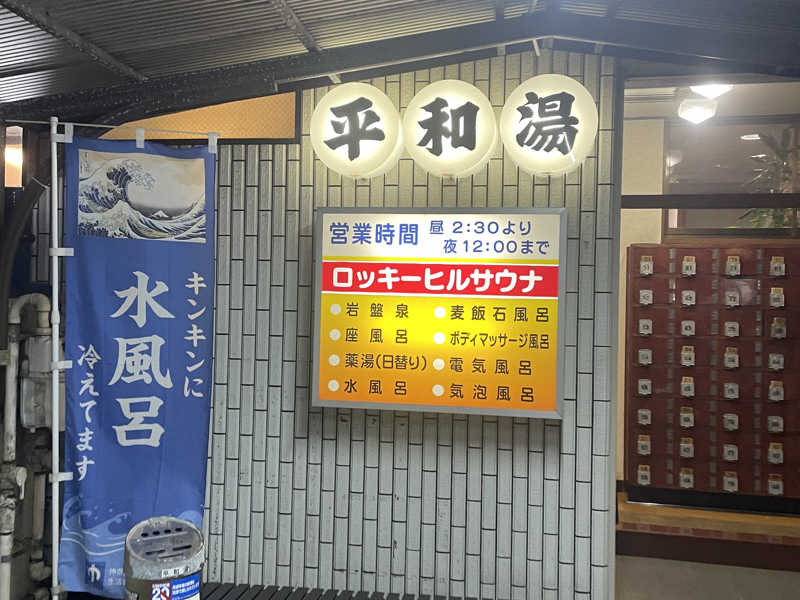 平和湯
営業時間 昼 2:30より
夜12:00まで
ロッキーヒルサウナ
岩盤泉
麦飯石風呂
座風呂
ボディマッサージ風呂
薬湯(日替り)
電気風呂
水風呂
気泡風呂
キンキンに
水風呂
冷えてます